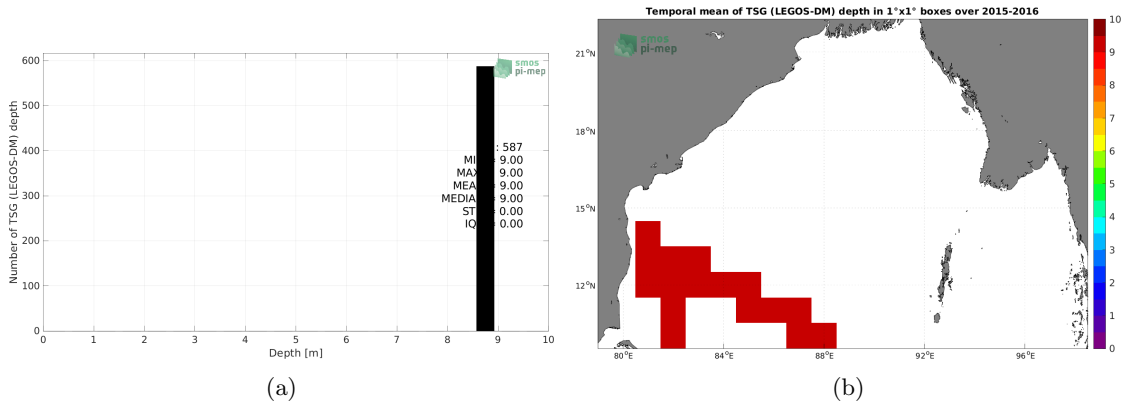 Temporal mean of TSG (LEGOS-DM) depth in 1°x1° boxes over 2015-2016
smos
pi-mep
Number of TSG (LEGOS-DM) depth
600
500
400
300
200
100
0
: 587
9.00
9.00
9.00
9.00
0.00
0.00
0 1 2 3 4 5 6 7 8 9 10
Depth [m]
(a)
smos
pi-mep
21°N
18°N
15°N
12°N
80°E 84°E 88°E 92°E 96°E
10
9
8
7
6
5
4
3
2
1
0
(b)